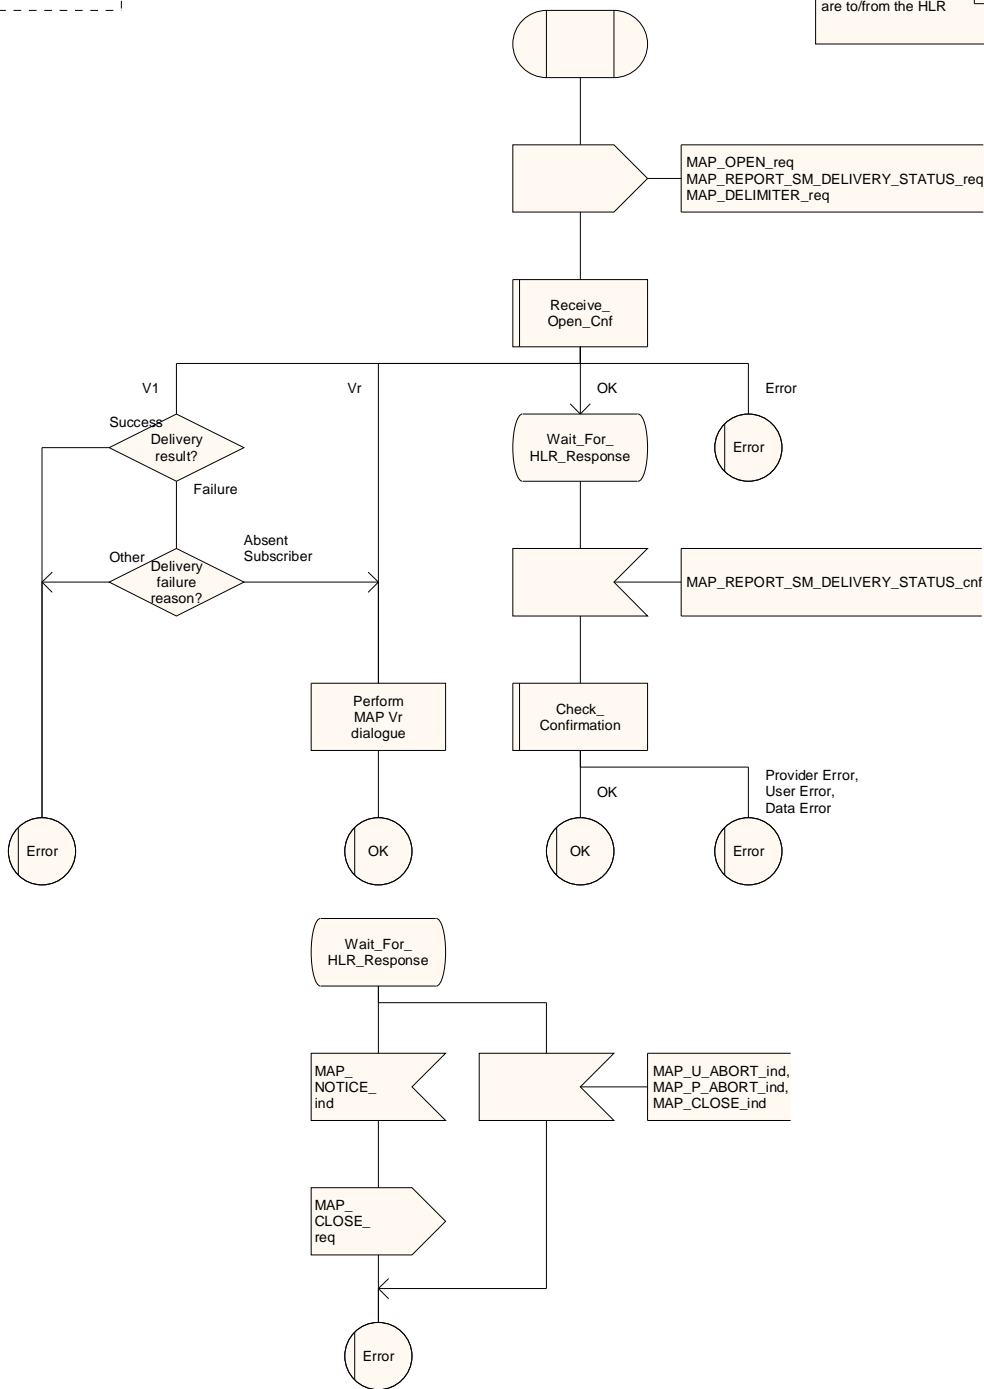 are to/from the HLR
MAP_OPEN_req
MAP_REPORT_SM_DELIVERY_STATUS_req
MAP_DELIMITER_req
Receive_
Open_Cnf
V1
Vr
OK
Error
Success
Delivery
result?
Wait_For_
HLR_Response
Error
Failure
Other
Absent
Subscriber
Delivery
failure
reason?
MAP_REPORT_SM_DELIVERY_STATUS_cnf
Perform
MAP Vr
dialogue
Check_
Confirmation
OK
Provider Error,
User Error,
Data Error
Error
OK
OK
Error
Wait_For_
HLR_Response
MAP_
NOTICE_
ind
MAP_U_ABORT_ind,
MAP_P_ABORT_ind,
MAP_CLOSE_ind
MAP_
CLOSE_
req
Error